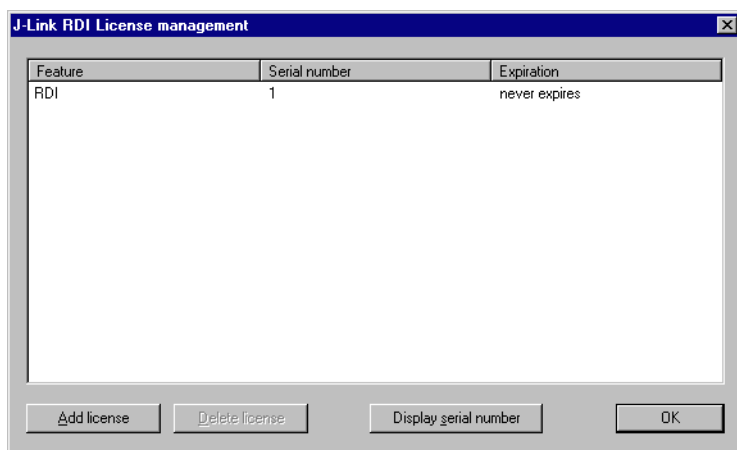 J-Link RDI License management
Feature Serial number Expiration
RDI 1 never expires
Add license Delete license Display serial number OK